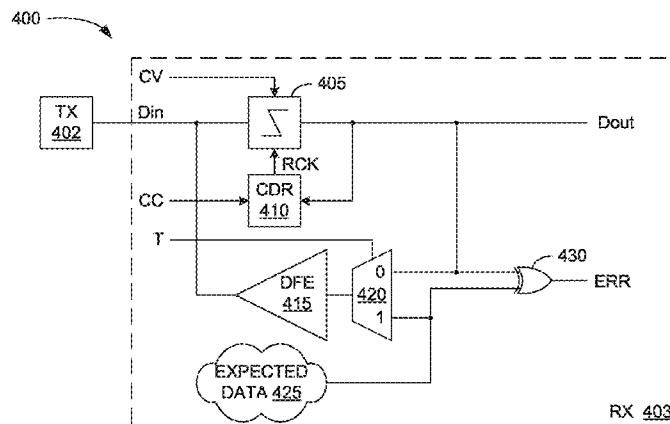 400
CV
405
TX
402
Din
Dout
RCK
CC
CDR
410
T
0
430
DFE
415
420
ERR
1
EXPECTED
DATA 425
RX 403